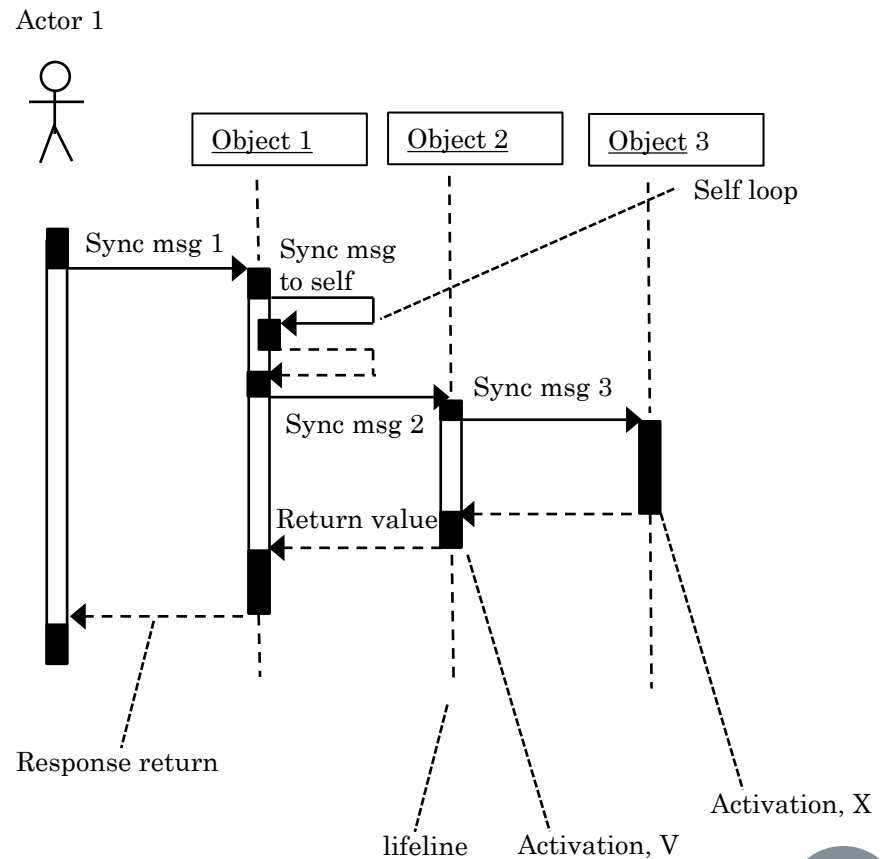 Actor 1
Object 1
Object 2
Object 3
Self loop
Sync msg 1
Sync msg
to self
Sync msg 3
Sync msg 2
Return value
Response return
Activation, X
lifeline
Activation, V